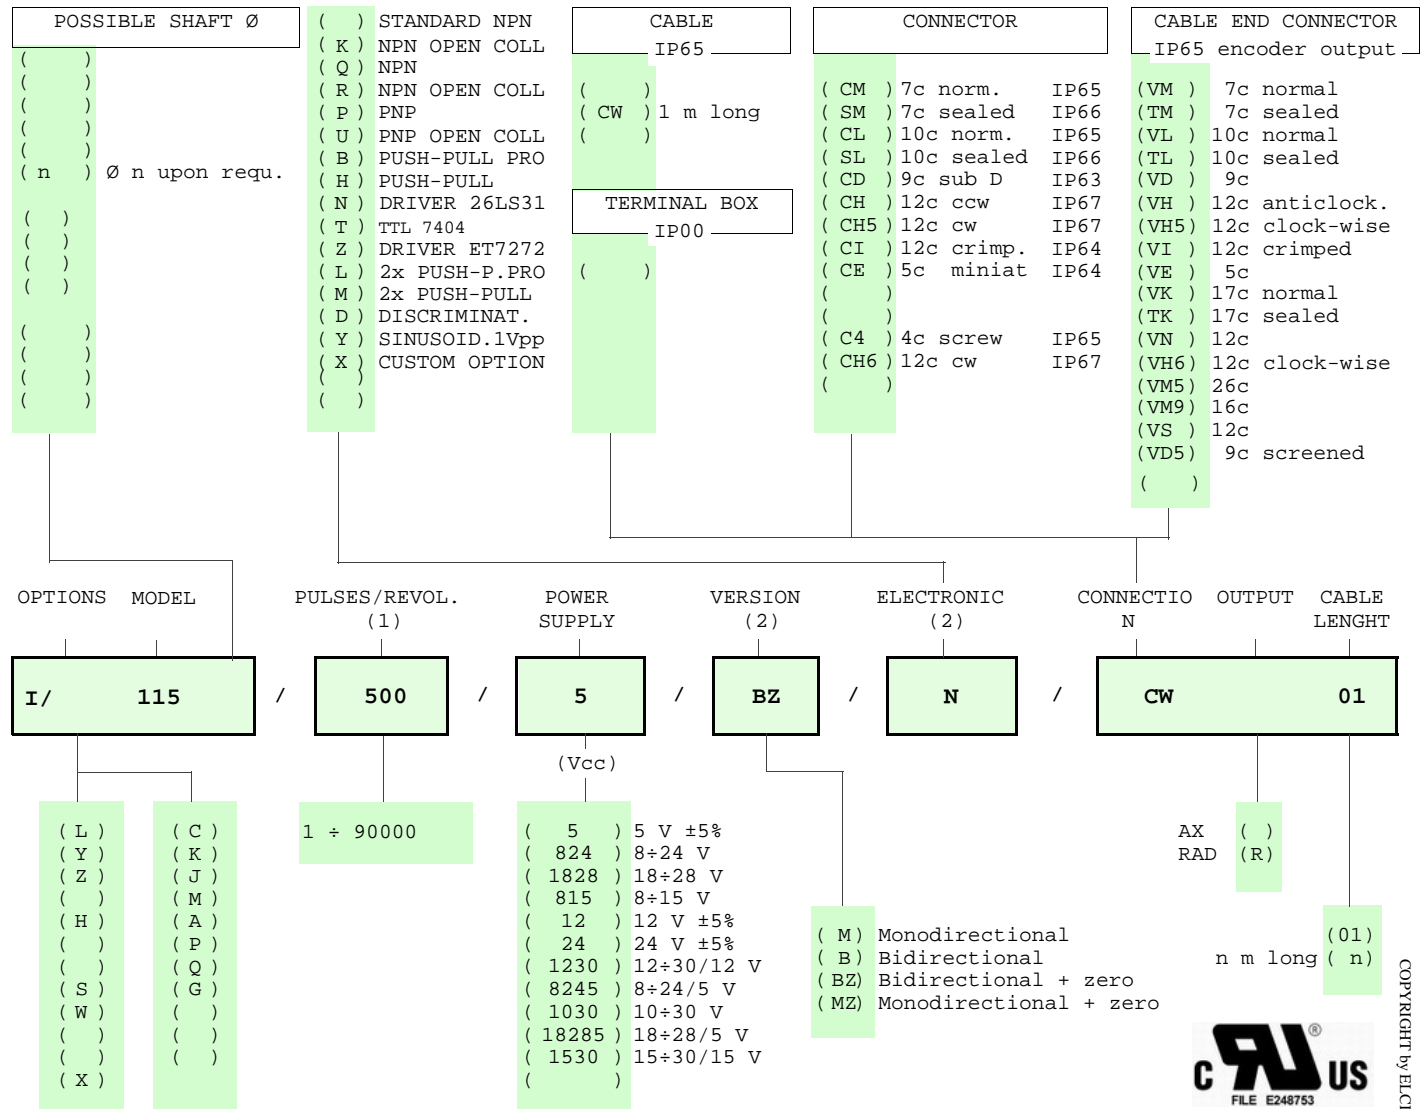 POSSIBLE SHAFT Ø
( )
( )
( )
( )
( )
( n ) Ø n upon requ.
( )
( )
( )
( )
( )
( )
( )
( )
( ) STANDARD NPN
( K ) NPN OPEN COLL
( Q ) NPN
( R ) NPN OPEN COLL
( P ) PNP
( U ) PNP OPEN COLL
( B ) PUSH-PULL PRO
( H ) PUSH-PULL
( N ) DRIVER 26LS31
( T ) TTL 7404
( Z ) DRIVER ET7272
( L ) 2x PUSH-P.PRO
( M ) 2x PUSH-PULL
( D ) DISCRIMINAT.
( Y ) SINUSOID.1Vpp
( X ) CUSTOM OPTION
( )
( )
CABLE
IP65
( )
( CW ) 1 m long
( )
TERMINAL BOX
IP00
( )
CONNECTOR
( CM ) 7c norm. IP65
( SM ) 7c sealed IP66
( CL ) 10c norm. IP65
( SL ) 10c sealed IP66
( CD ) 9c sub D IP63
( CH ) 12c ccw IP67
( CH5 ) 12c cw IP67
( CI ) 12c crimp. IP64
( CE ) 5c miniat IP64
( )
( )
( C4 ) 4c screw IP65
( CH6 ) 12c cw IP67
( )
CABLE END CONNECTOR
IP65 encoder output
(VM ) 7c normal
(TM ) 7c sealed
(VL ) 10c normal
(TL ) 10c sealed
(VD ) 9c
(VH ) 12c anticlock.
(VH5) 12c clock-wise
(VI ) 12c crimped
(VE ) 5c
(VK ) 17c normal
(TK ) 17c sealed
(VN ) 12c
(VH6) 12c clock-wise
(VM5) 26c
(VM9) 16c
(VS ) 12c
(VD5) 9c screened
( )
OPTIONS MODEL PULSES/REVOL. POWER VERSION ELECTRONIC CONNECTIO OUTPUT CABLE
(1) SUPPLY (2) (2) N LENGHT
I/ 115 / 500 / 5 / BZ / N / CW 01
(Vcc)
( L )
( Y )
( Z )
( )
( H )
( )
( )
( S )
( W )
( )
( )
( X )
( C )
( K )
( J )
( M )
( A )
( P )
( Q )
( G )
( )
( )
( )
1 ÷ 90000
( 5 ) 5 V ±5%
( 824 ) 8÷24 V
( 1828 ) 18÷28 V
( 815 ) 8÷15 V
( 12 ) 12 V ±5%
( 24 ) 24 V ±5%
( 1230 ) 12÷30/12 V
( 8245 ) 8÷24/5 V
( 1030 ) 10÷30 V
( 18285 ) 18÷28/5 V
( 1530 ) 15÷30/15 V
( )
( M) Monodirectional
( B) Bidirectional
( BZ) Bidirectional + zero
( MZ) Monodirectional + zero
AX ( )
RAD (R)
(01)
n m long ( n)
C RU ® US
FILE E248753
COPYRIGHT by ELCI